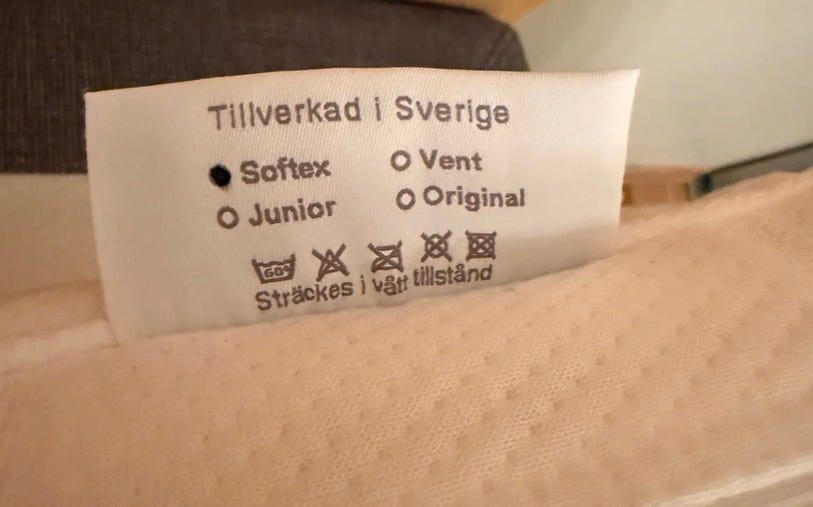 Tillverkad i Sverige
Softex Vent
Junior Original
60°
Sträckes i vått tillstånd